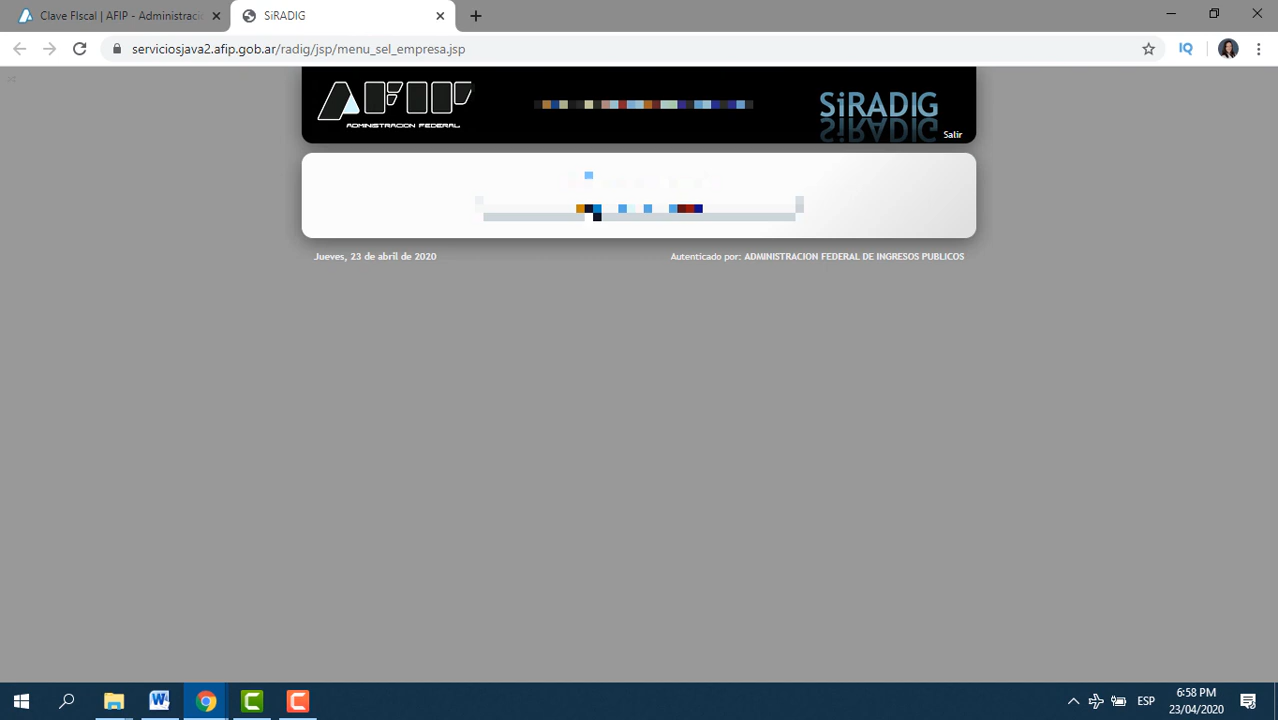 Clave FIscal | AFIP - Administraci
SiRADIG
serviciosjava2.afip.gob.ar/radig/jsp/menu_sel_empresa.jsp
IQ
AFIP
ADMINISTRACION FEDERAL
SiRADIG
Salir
Jueves, 23 de abril de 2020
Autenticado por: ADMINISTRACION FEDERAL DE INGRESOS PUBLICOS
ESP
6:58 PM
23/04/2020